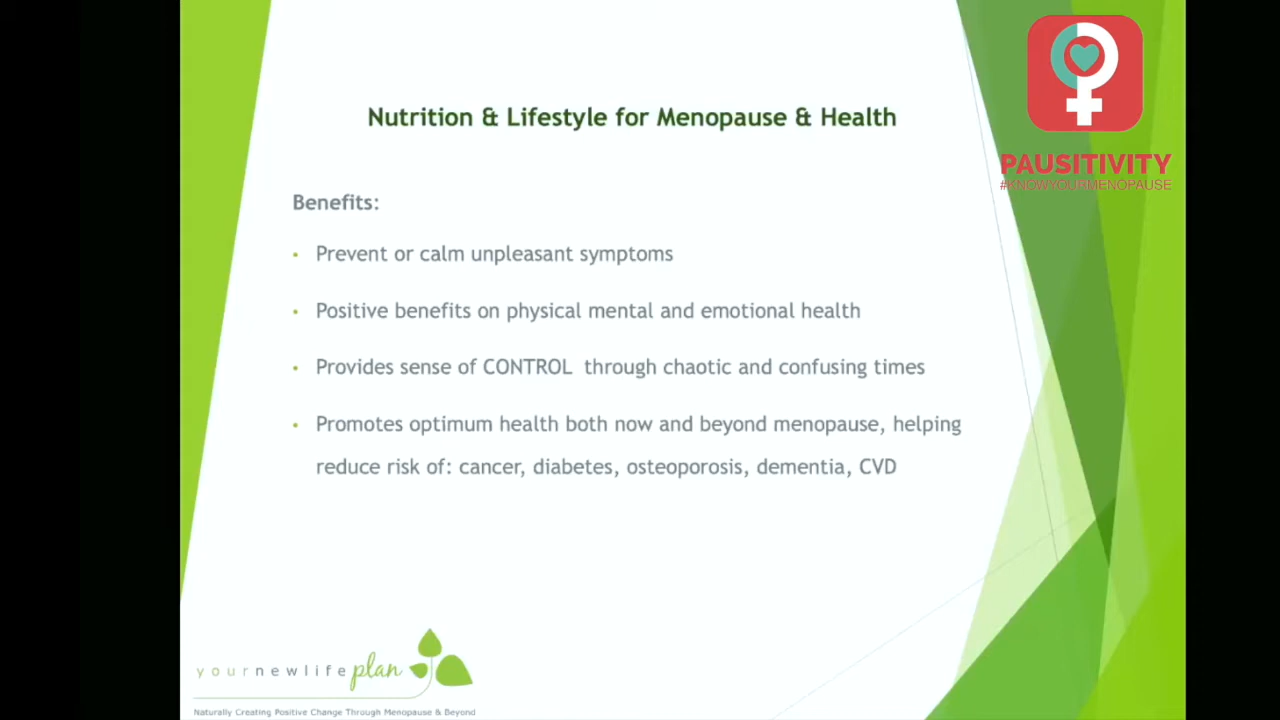 PAUSITIVITY
#KNOWYOURMENOPAUSE
Nutrition & Lifestyle for Menopause & Health
Benefits:
• Prevent or calm unpleasant symptoms
• Positive benefits on physical mental and emotional health
• Provides sense of CONTROL through chaotic and confusing times
• Promotes optimum health both now and beyond menopause, helping
reduce risk of: cancer, diabetes, osteoporosis, dementia, CVD
yournewlifeplan
Naturally Creating Positive Change Through Menopause & Beyond